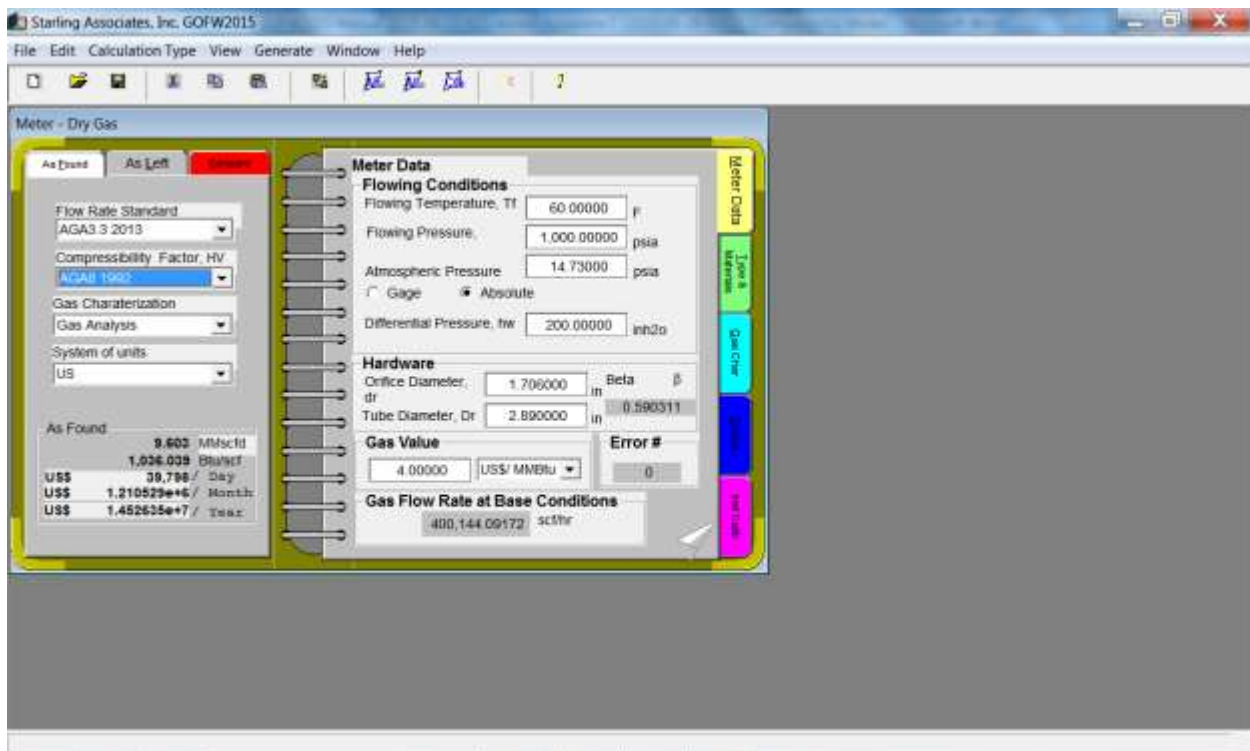 Starling Associates, Inc. GOFW2015
File Edit Calculation Type View Generate Window Help
Meter - Dry Gas
As Found As Left
Flow Rate Standard
AGA3.3 2013
Compressibility Factor, HV
AGA8 1992
Gas Charaterization
Gas Analysis
System of units
US
As Found
9.603 MMscfd
1,036.039 Btu/scf
US$ 39,798 / Day
US$ 1.210529e+6 / Month
US$ 1.452635e+7 / Year
Meter Data
Flowing Conditions
Flowing Temperature, Tf 60.00000 F
Flowing Pressure, 1,000.00000 psia
Atmospheric Pressure 14.73000 psia
Gage Absolute
Differential Pressure, hw 200.00000 inh2o
Hardware
Orifice Diameter, dr 1.706000 in
Beta β
0.590311
Tube Diameter, Dr 2.890000 in
Gas Value
4.00000 US$/ MMBtu
Error #
0
Gas Flow Rate at Base Conditions
400,144.09172 scf/hr
Meter Data
Type & Materials
Gas Char